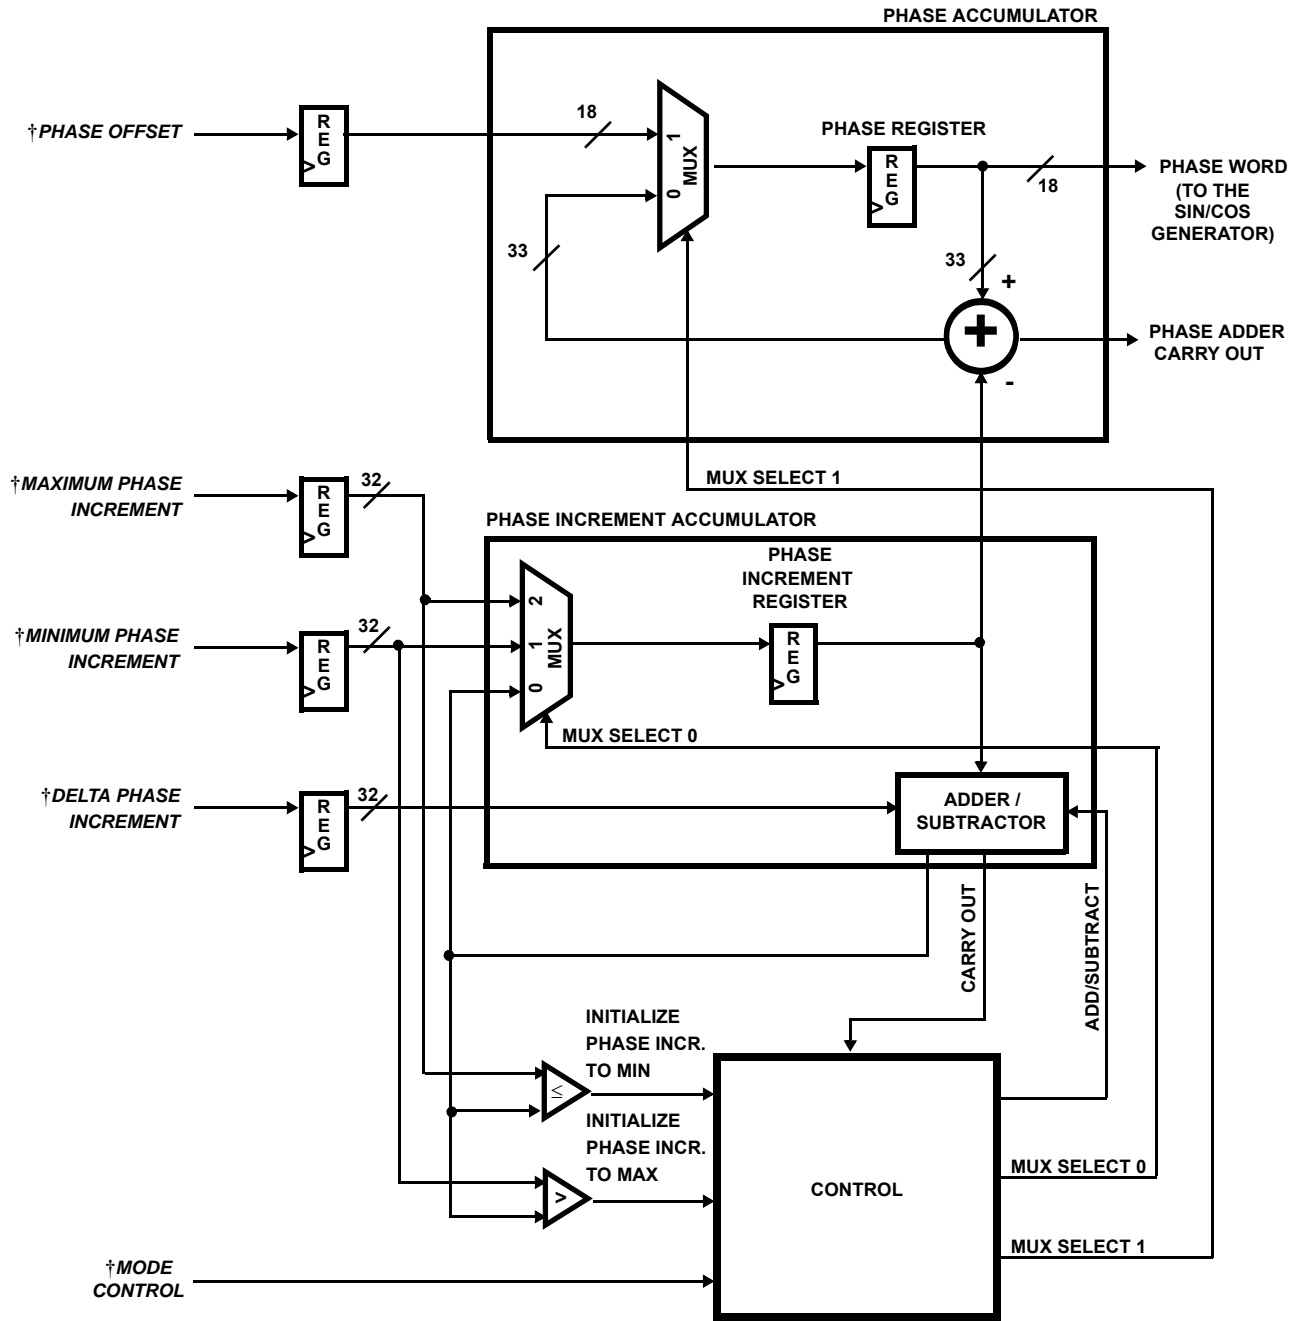 PHASE ACCUMULATOR
†PHASE OFFSET
R
E
G
>
18
1
0
MUX
PHASE REGISTER
R
E
G
>
18
PHASE WORD
(TO THE
SIN/COS
GENERATOR)
33
33
+
+
-
PHASE ADDER
CARRY OUT
†MAXIMUM PHASE
INCREMENT
R
E
G
>
32
MUX SELECT 1
PHASE INCREMENT ACCUMULATOR
PHASE
INCREMENT
REGISTER
2
1
0
MUX
†MINIMUM PHASE
INCREMENT
R
E
G
>
32
R
E
G
>
MUX SELECT 0
†DELTA PHASE
INCREMENT
R
E
G
>
32
ADDER /
SUBTRACTOR
CARRY OUT
ADD/SUBTRACT
INITIALIZE
PHASE INCR.
TO MIN
≤
INITIALIZE
PHASE INCR.
TO MAX
>
CONTROL
MUX SELECT 0
MUX SELECT 1
†MODE
CONTROL